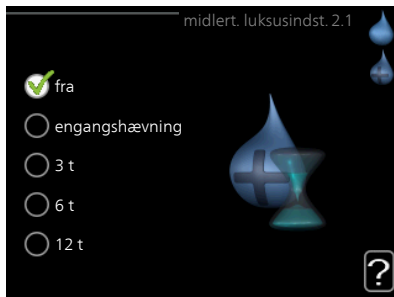 midlert. luksusindst. 2.1
fra
engangshævning
3 t
6 t
12 t
?